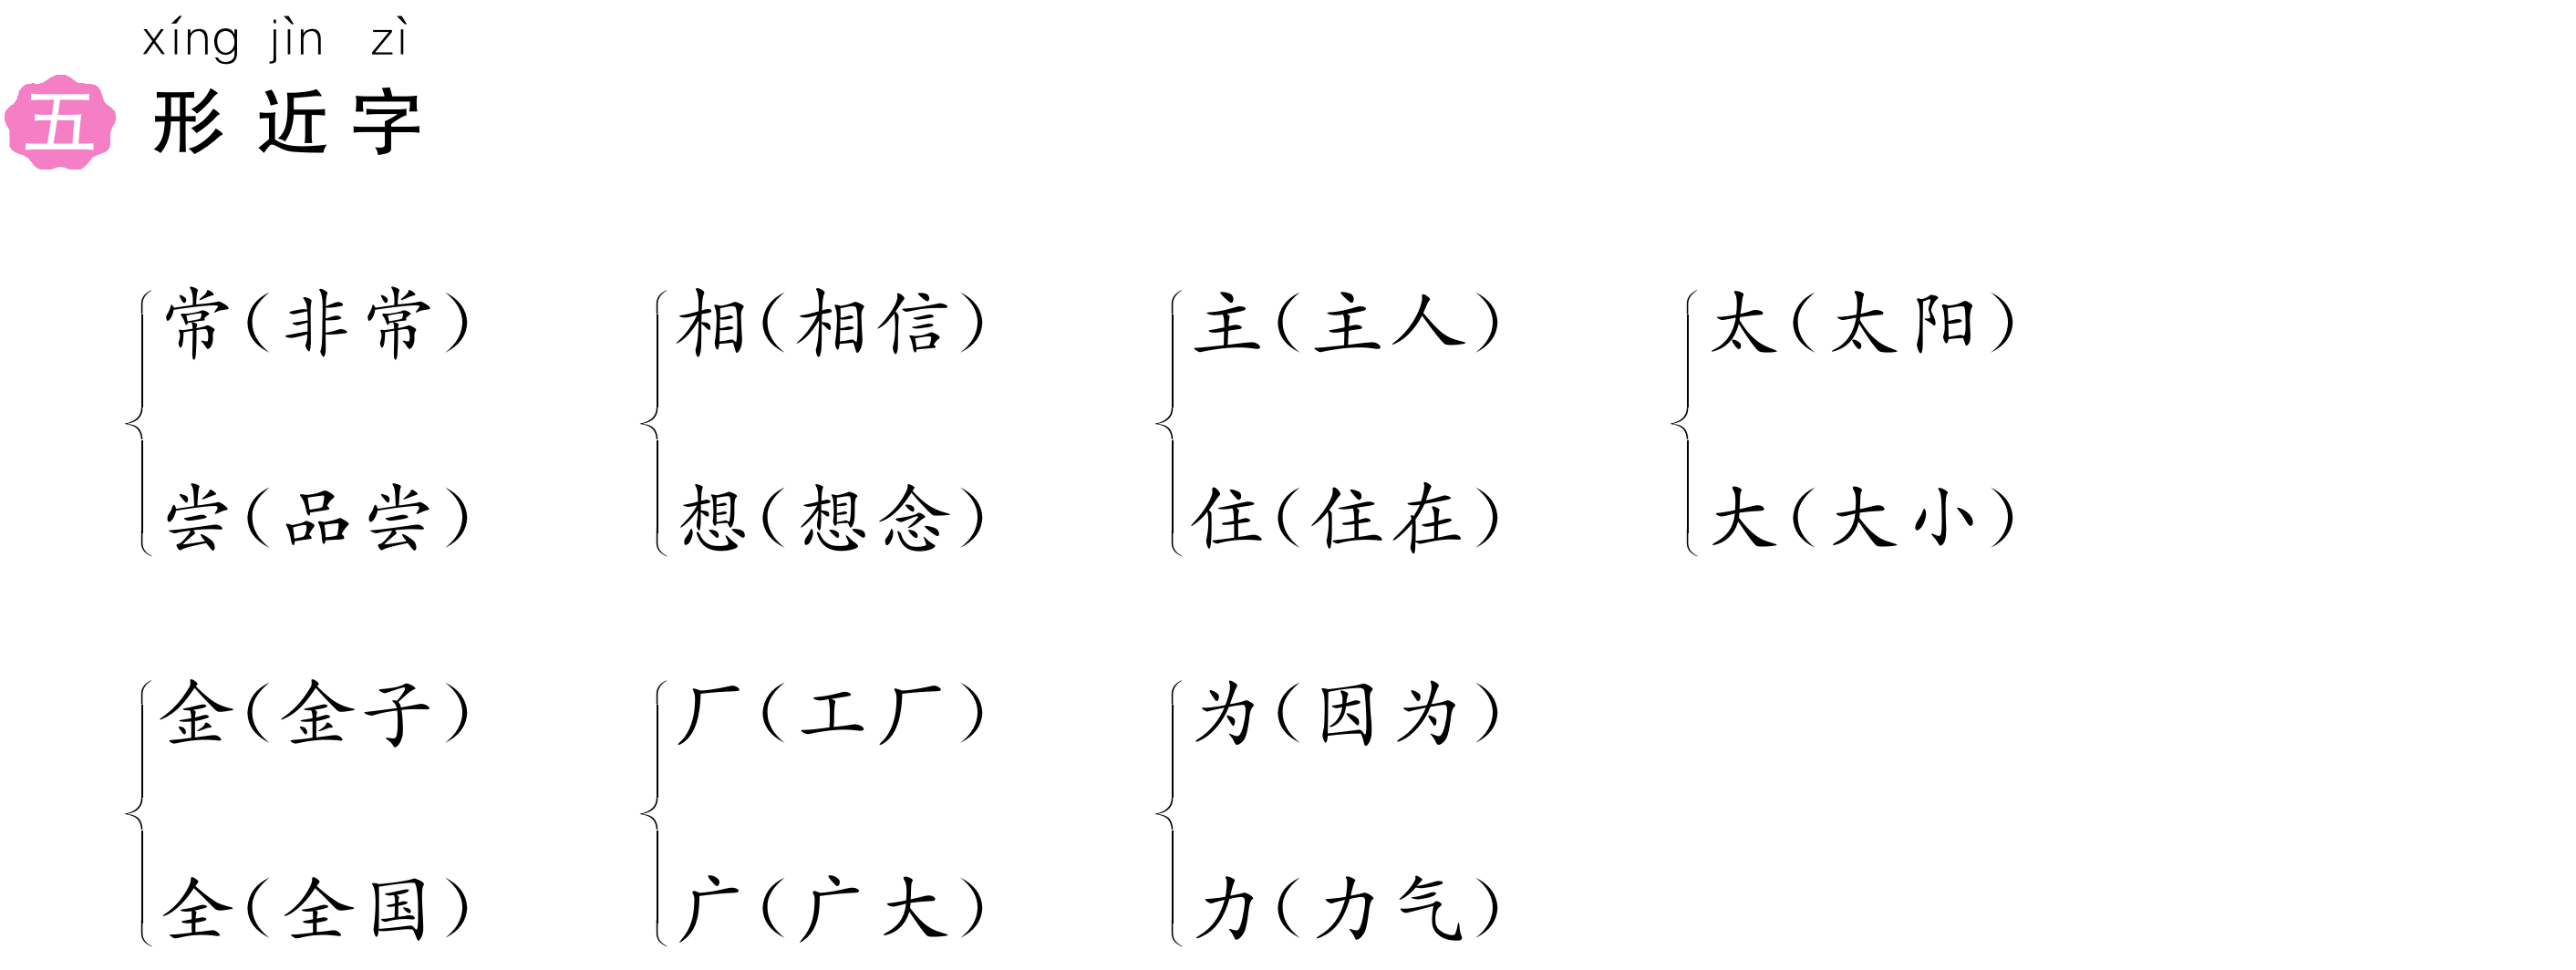 xíng jìn zì
五 形近字
常(非常) 相(相信) 主(主人) 太(太阳)
尝(品尝) 想(想念) 住(住在) 大(大小)
金(金子) 厂(工厂) 为(因为)
全(全国) 广(广大) 力(力气)